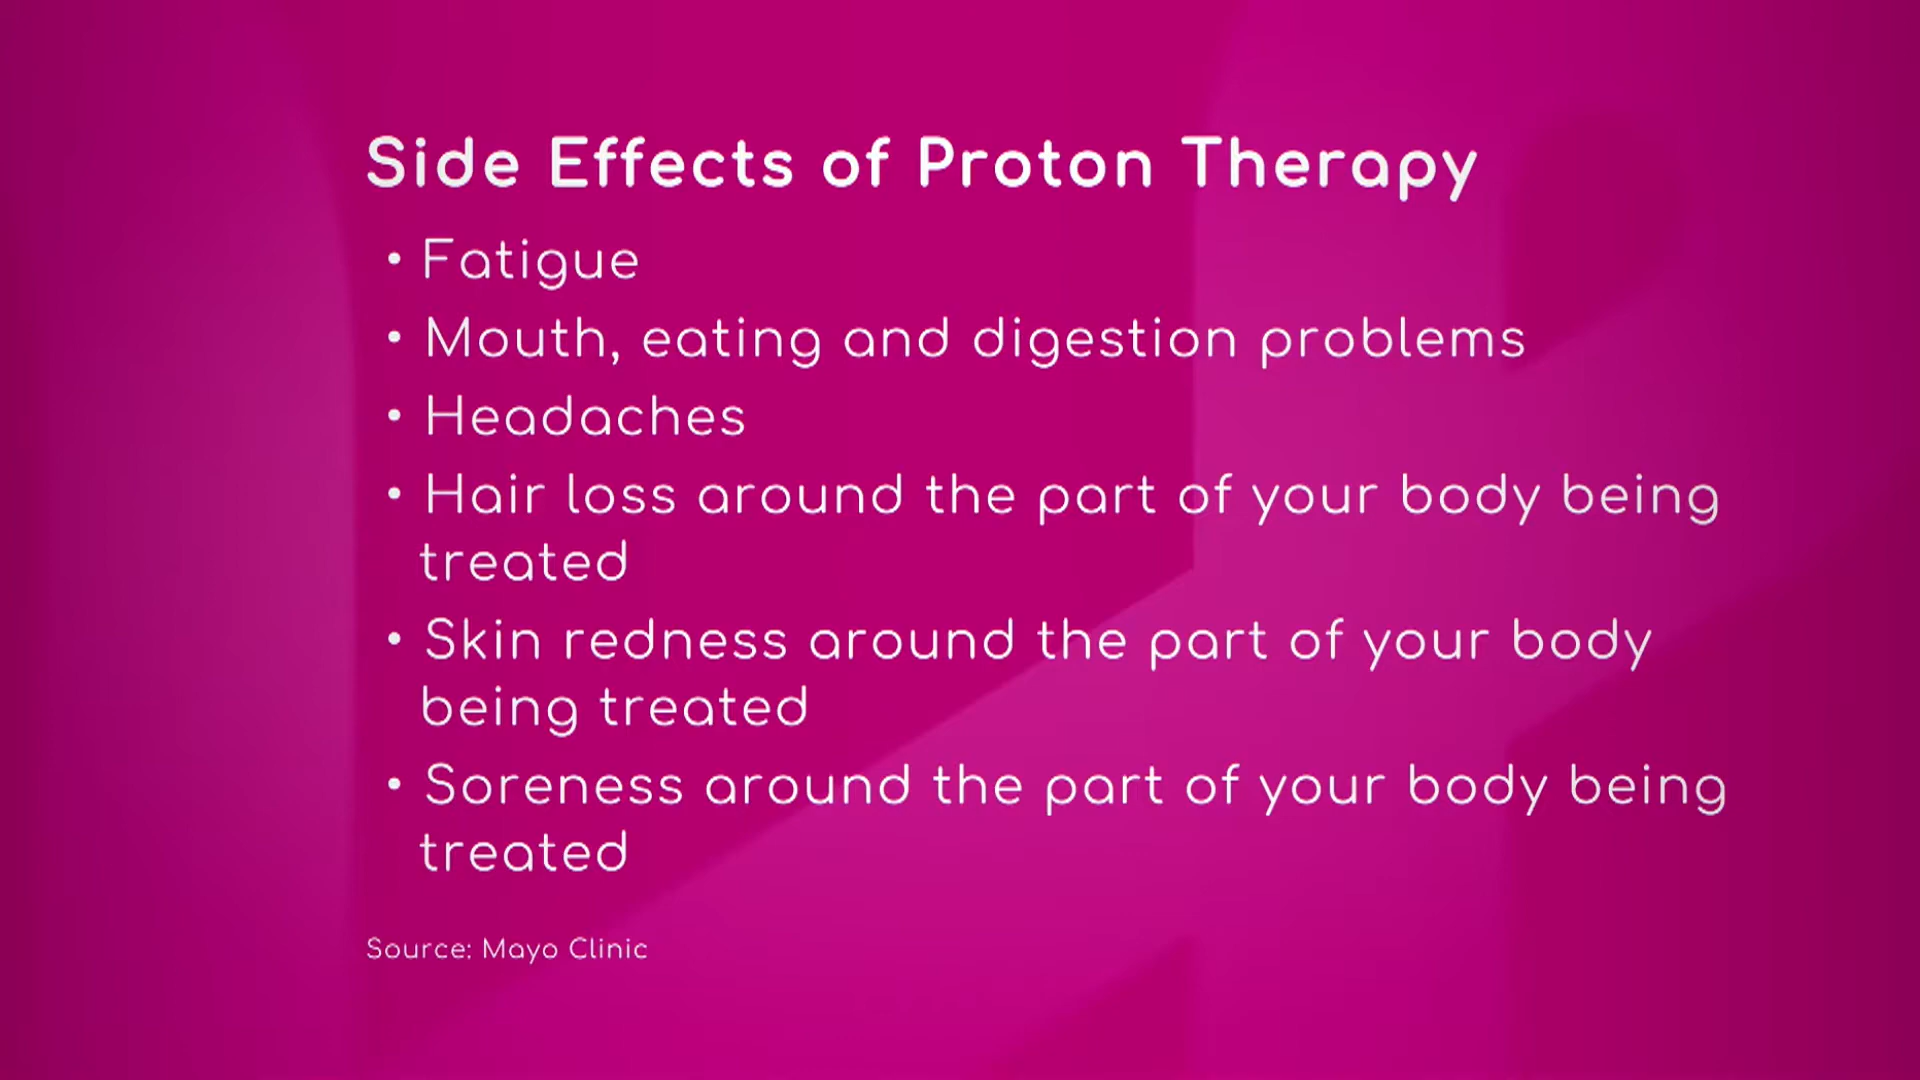 Side Effects of Proton Therapy
• Fatigue
• Mouth, eating and digestion problems
• Headaches
• Hair loss around the part of your body being
treated
• Skin redness around the part of your body
being treated
• Soreness around the part of your body being
treated
Source: Mayo Clinic